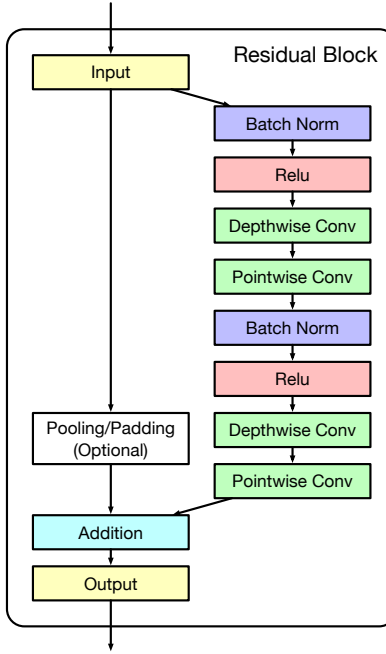 Residual Block
Input
Batch Norm
Relu
Depthwise Conv
Pointwise Conv
Batch Norm
Relu
Depthwise Conv
Pointwise Conv
Pooling/Padding
(Optional)
Addition
Output